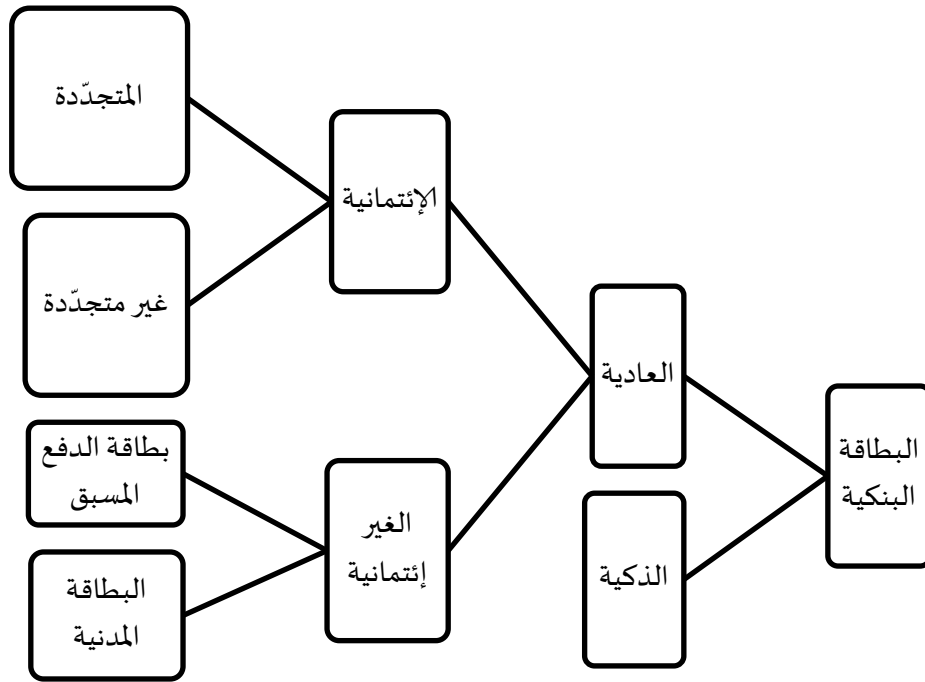 البطاقة
البنكية
العادية
الذكية
الإئتمانية
الغير
إئتمانية
المتجدّدة
غير متجدّدة
بطاقة الدفع
المسبق
البطاقة
المدنية